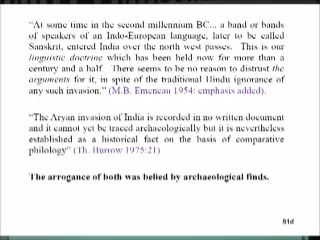 “At some time in the second millennium BC... a band or bands
of speakers of an Indo-European language, later to be called
Sanskrit, entered India over the north west passes. This is our
linguistic doctrine which has been held now for more than a
century and a half. There seems to be no reason to distrust the
arguments for it, in spite of the traditional Hindu ignorance of
any such invasion.” (M.B. Emeneau 1954: emphasis added).
“The Aryan invasion of India is recorded in no written document
and it cannot yet be traced archaeologically but it is nevertheless
established as a historical fact on the basis of comparative
philology” (Th. Burrow 1975:21)
The arrogance of both was belied by archaeological finds.
51d